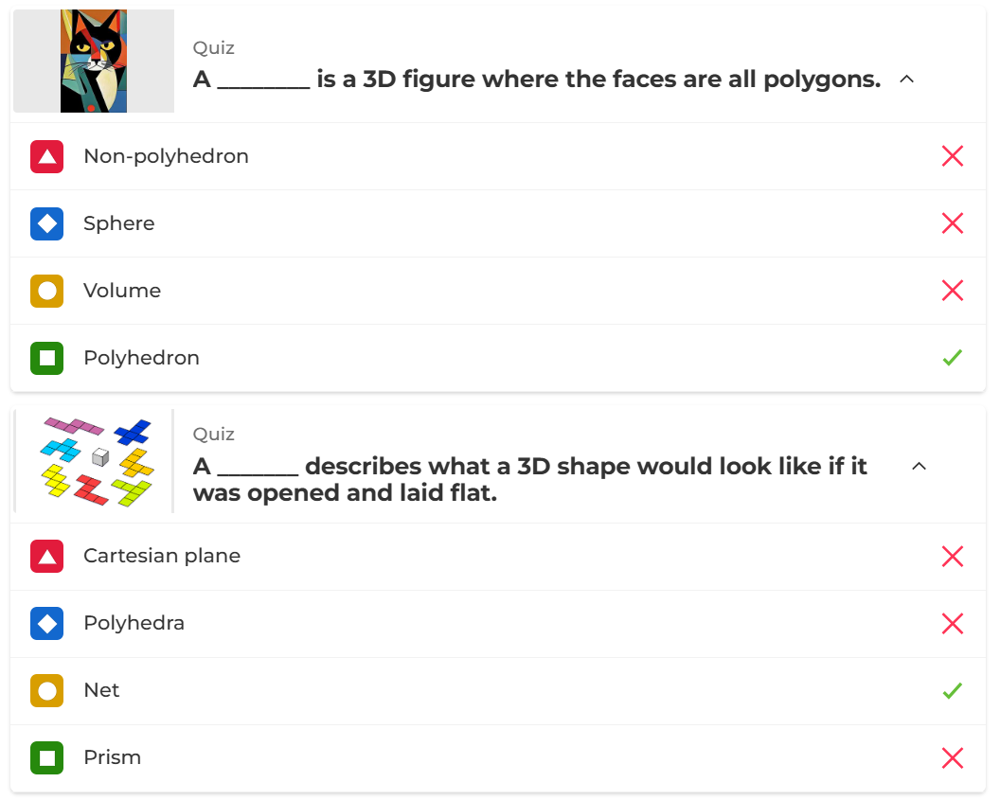 Quiz
A ________ is a 3D figure where the faces are all polygons.
Non-polyhedron
Sphere
Volume
Polyhedron
Quiz
A _______ describes what a 3D shape would look like if it
was opened and laid flat.
Cartesian plane
Polyhedra
Net
Prism